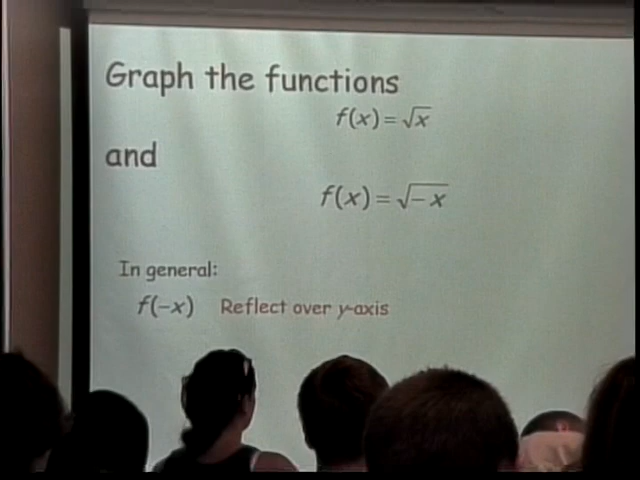 Graph the functions
f(x) = √x
and
f(x) = √−x
In general:
f(−x) Reflect over y-axis